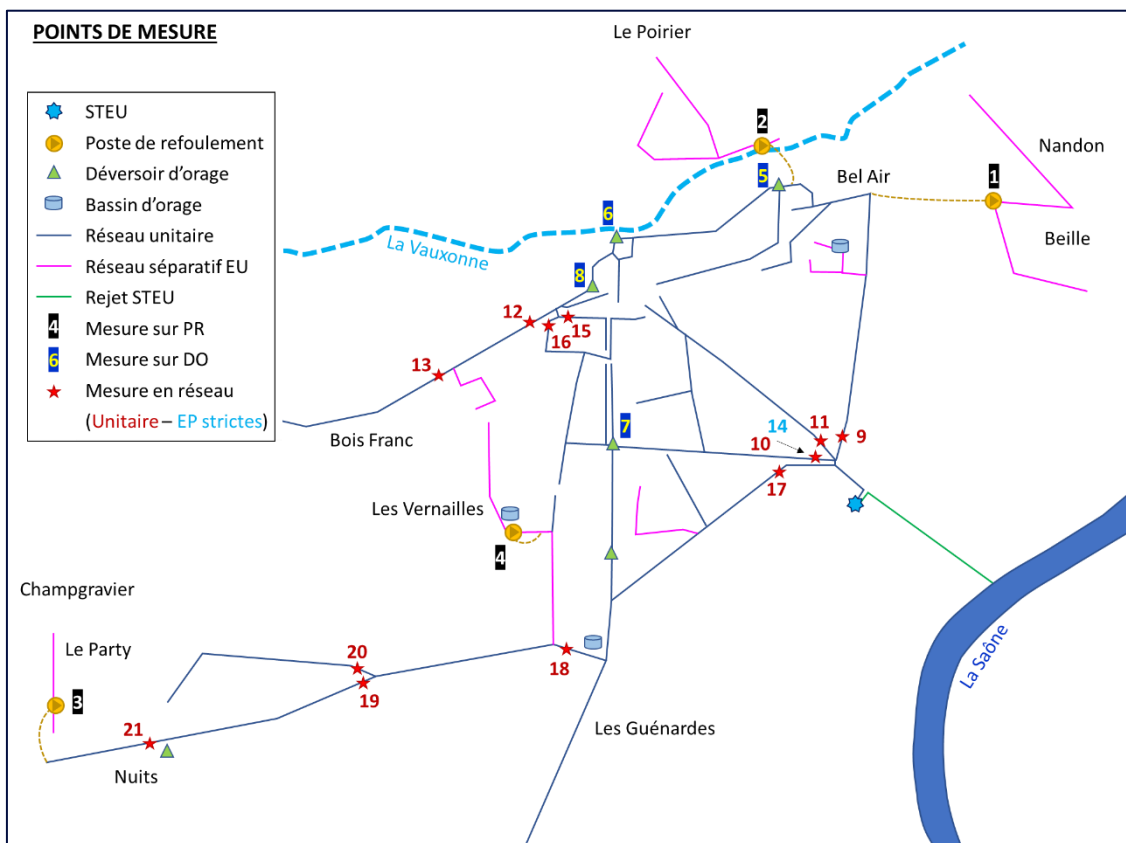 POINTS DE MESURE
STEU
Poste de refoulement
Déversoir d'orage
Bassin d'orage
Réseau unitaire
Réseau séparatif EU
Rejet STEU
4 Mesure sur PR
6 Mesure sur DO
Mesure en réseau
(Unitaire – EP strictes)
Le Poirier
2
Nandon
5
Bel Air
1
6
La Vauxonne
Beille
8
12
15
16
13
7
14
11
9
10
Bois Franc
17
Les Vernailles
4
Champgravier
Le Party
20
18
La Saône
3
19
21
Les Guénardes
Nuits